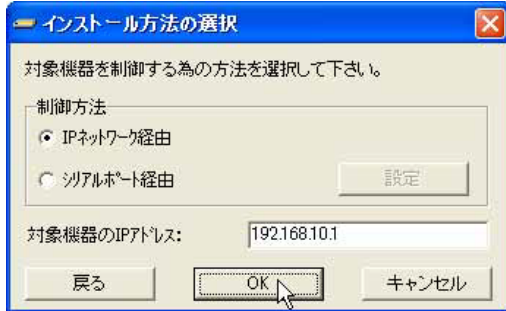 インストール方法の選択
対象機器を制御する為の方法を選択して下さい。
制御方法
IPネットワーク経由
シリアルポート経由
設定
対象機器のIPアドレス: 192.168.10.1
戻る OK キャンセル